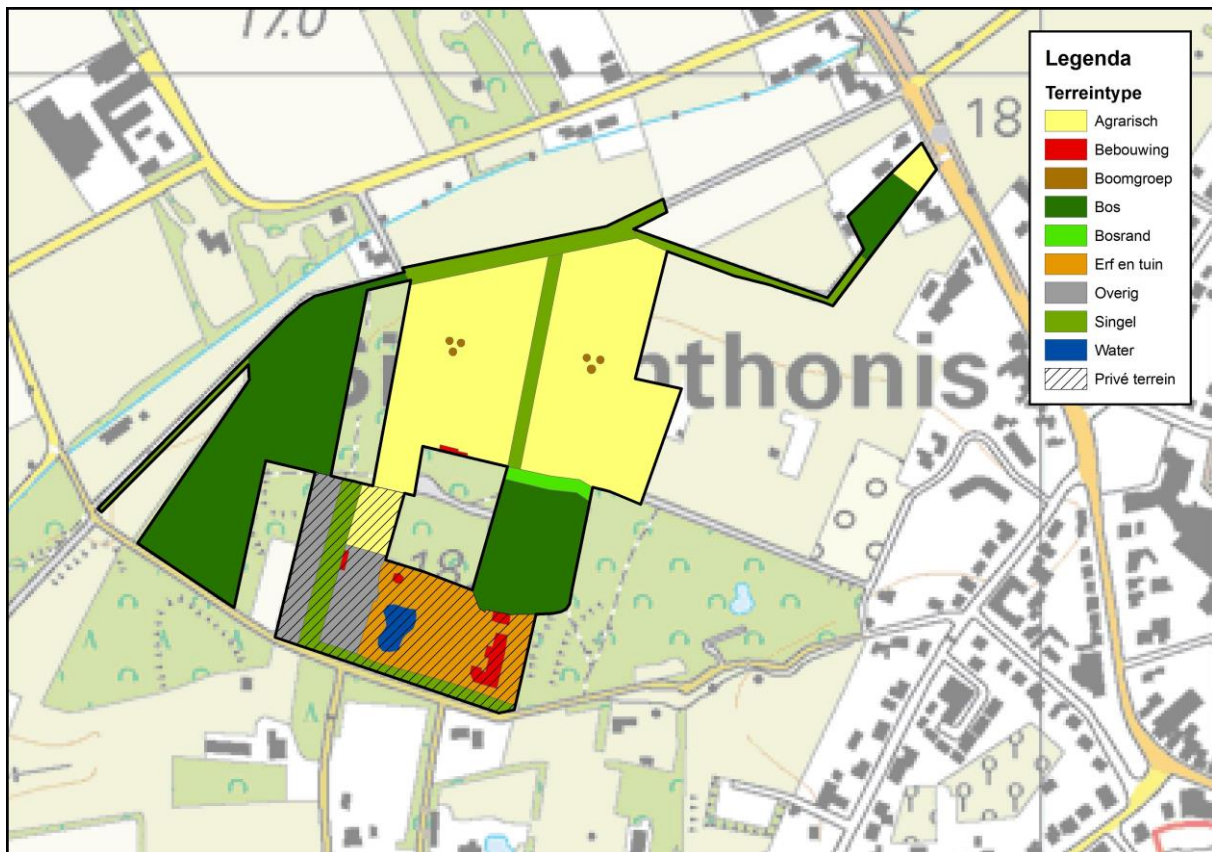 17.0
18
Legenda
Terreintype
Agrarisch
Bebouwing
Boomgroep
Bos
Bosrand
Erf en tuin
Overig
Singel
Water
Privé terrein
nthonis
18